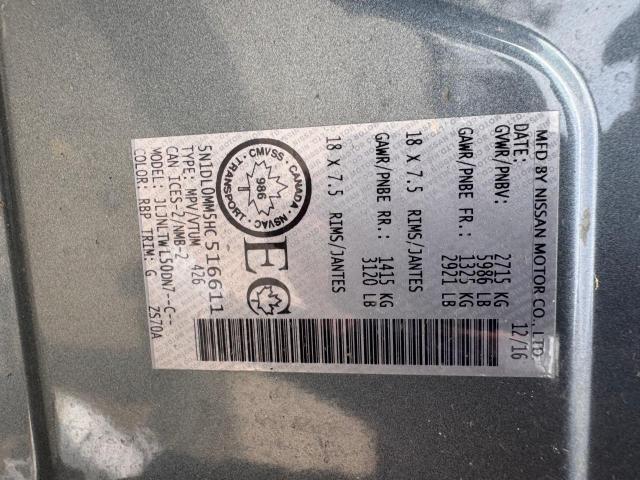 MFD BY NISSAN MOTOR CO., LTD.
DATE: 12/16
GVWR/PNBV: 2715 KG
5986 LB
GAWR/PNBE FR.: 1325 KG
2921 LB
18 X 7.5 RIMS/JANTES
GAWR/PNBE RR.: 1415 KG
3120 LB
18 X 7.5 RIMS/JANTES
CANADA
CMVSS - NSVAC
TRANSPORT
986
EC
5N1DL0MM5HC516611
TYPE: MPV/VTUM 426
CAN ICES-2/NMB-2
MODEL: JLJNLTWL50DN7--C--
COLOR: RBP TRIM: G ZS70A